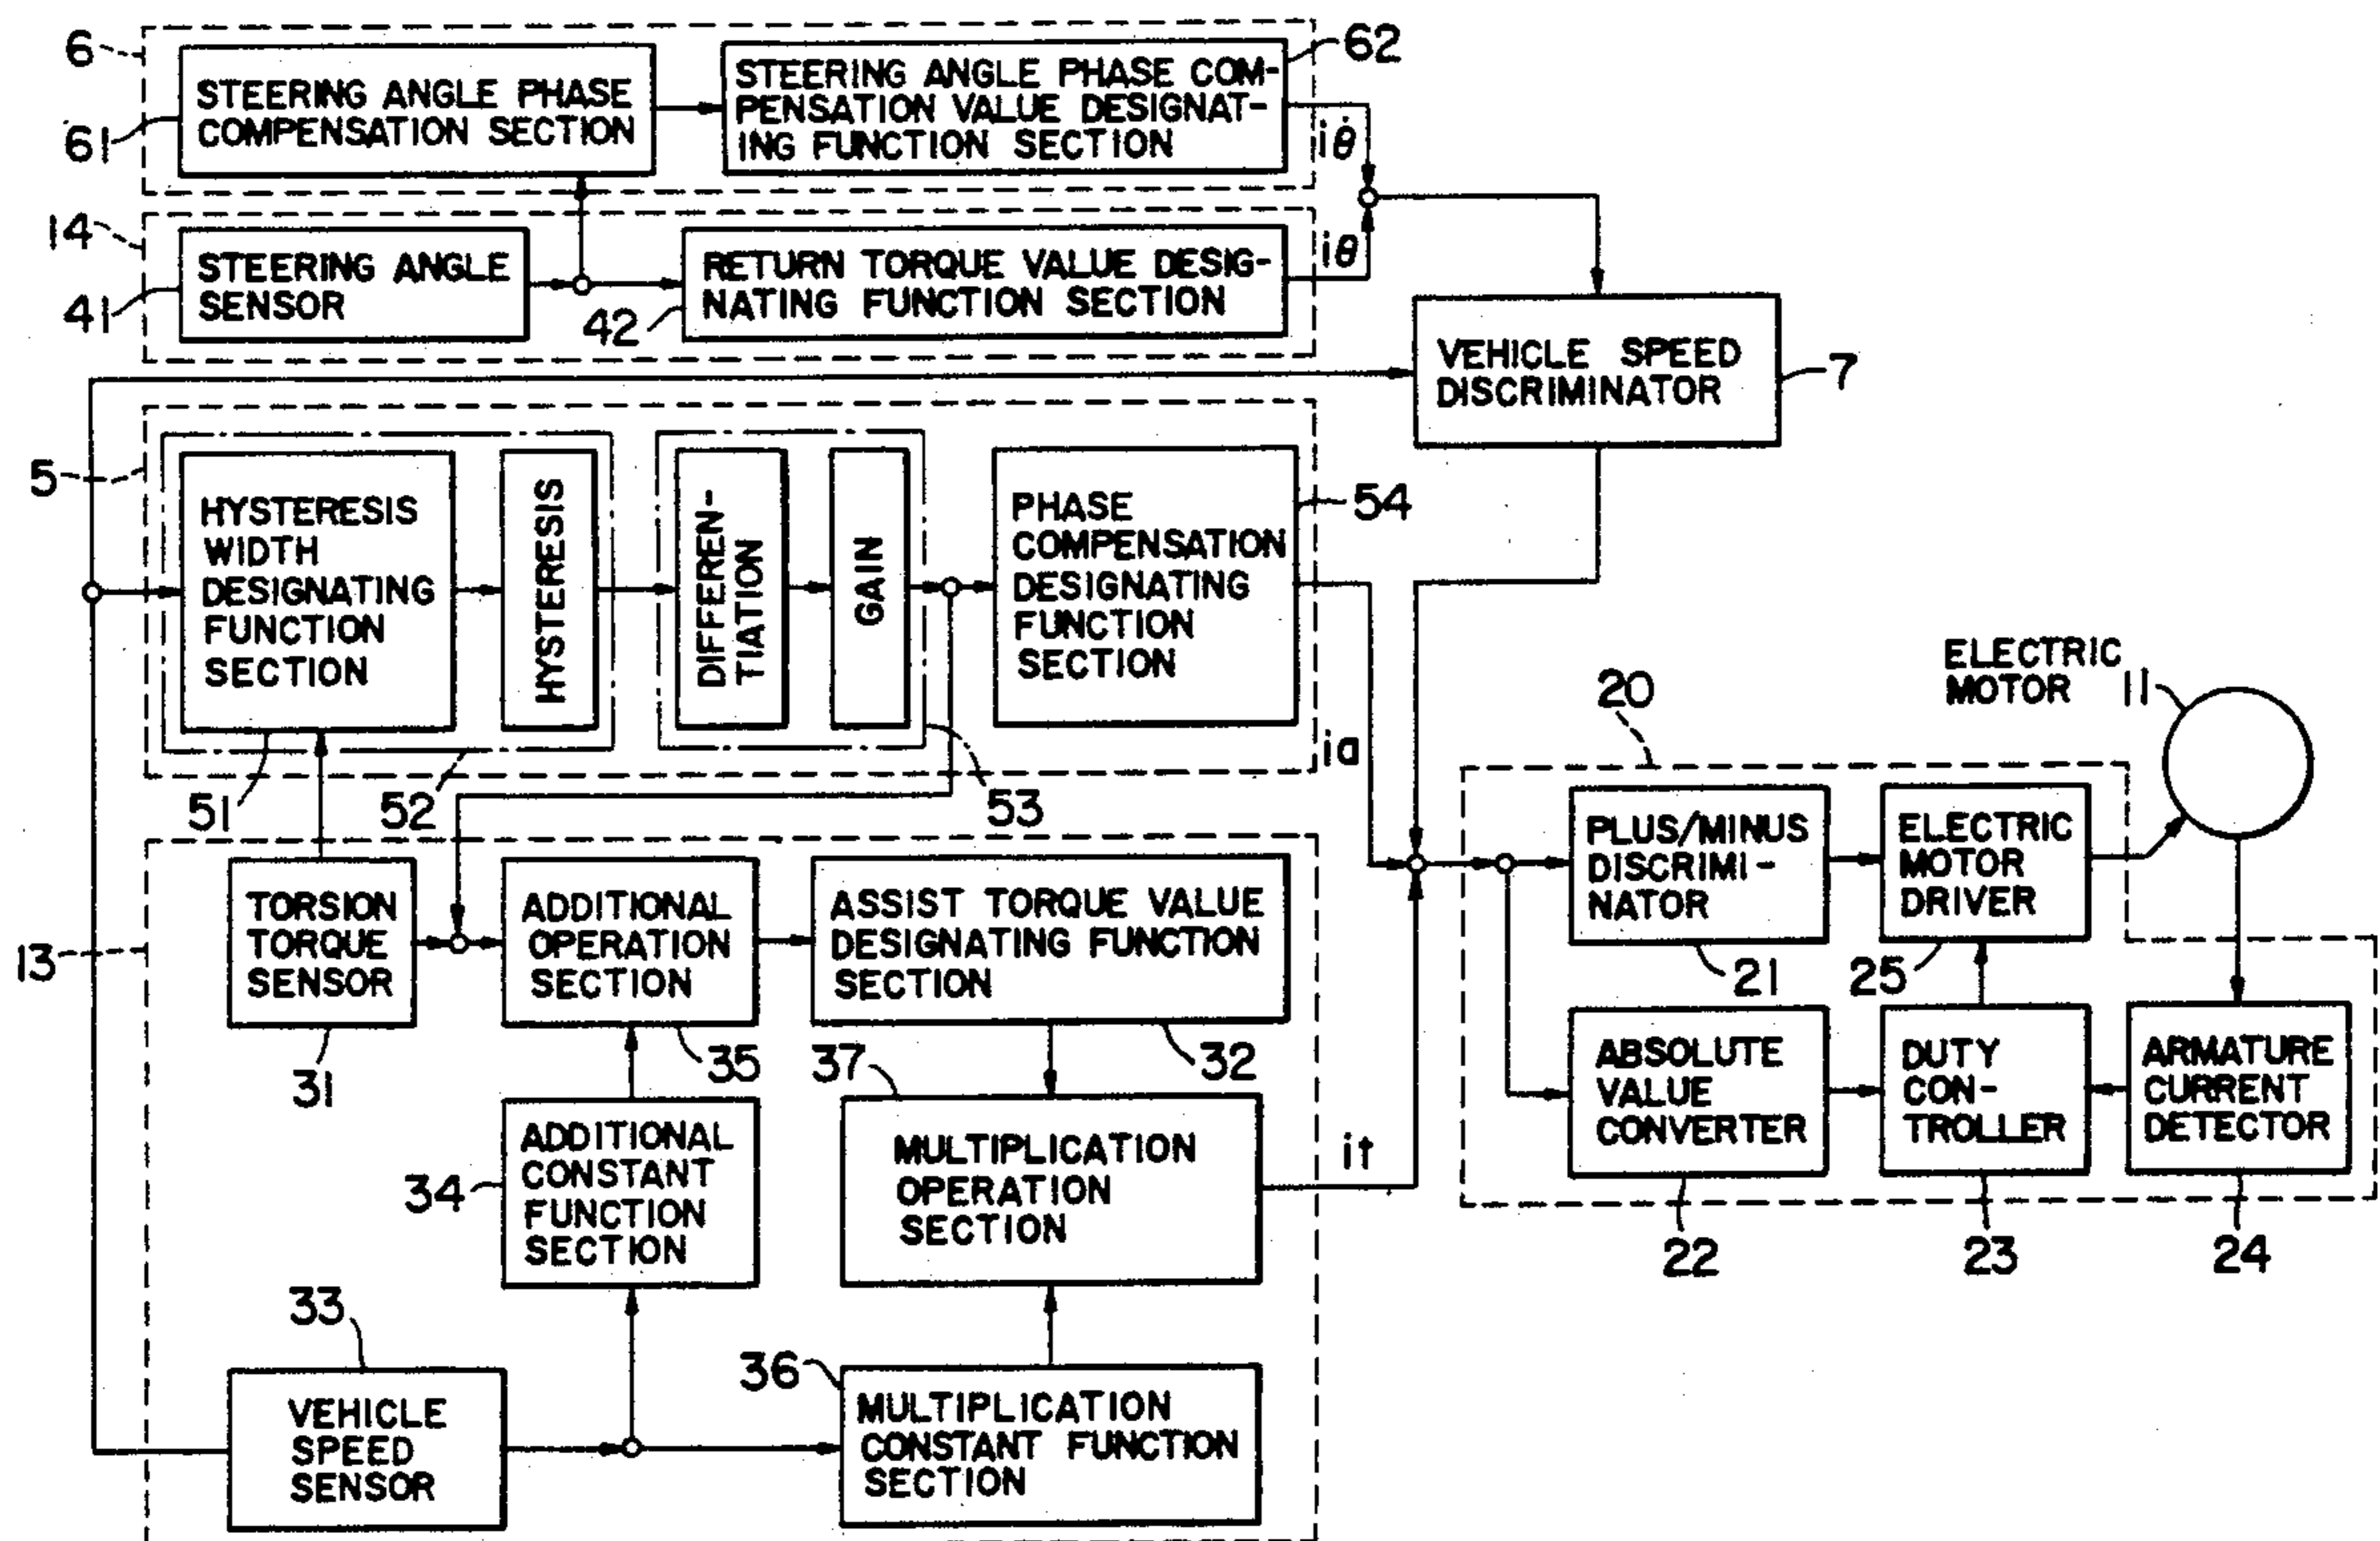 6
STEERING ANGLE PHASE
COMPENSATION SECTION
61
STEERING ANGLE PHASE COM-
PENSATION VALUE DESIGNAT-
ING FUNCTION SECTION
62
iθ̇
14
STEERING ANGLE
SENSOR
41
42
RETURN TORQUE VALUE DESIG-
NATING FUNCTION SECTION
iθ
VEHICLE SPEED
DISCRIMINATOR
7
5
HYSTERESIS
WIDTH
DESIGNATING
FUNCTION
SECTION
HYSTERESIS
DIFFEREN-
TIATION
GAIN
PHASE
COMPENSATION
DESIGNATING
FUNCTION
SECTION
54
51
52
53
ia
13
TORSION
TORQUE
SENSOR
31
ADDITIONAL
OPERATION
SECTION
35
ASSIST TORQUE VALUE
DESIGNATING FUNCTION
SECTION
32
34
ADDITIONAL
CONSTANT
FUNCTION
SECTION
37
MULTIPLICATION
OPERATION
SECTION
it
33
VEHICLE
SPEED
SENSOR
36
MULTIPLICATION
CONSTANT FUNCTION
SECTION
20
ELECTRIC
MOTOR
11
PLUS/MINUS
DISCRIMI-
NATOR
21
ELECTRIC
MOTOR
DRIVER
25
ABSOLUTE
VALUE
CONVERTER
22
DUTY
CON-
TROLLER
23
ARMATURE
CURRENT
DETECTOR
24